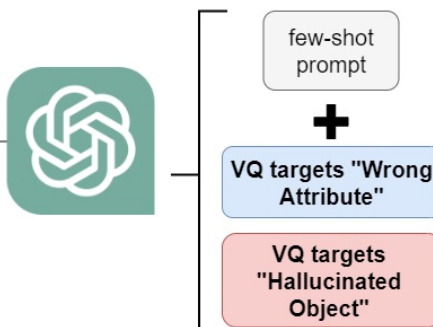 few-shot
prompt
+
VQ targets "Wrong
Attribute"
VQ targets
"Hallucinated
Object"